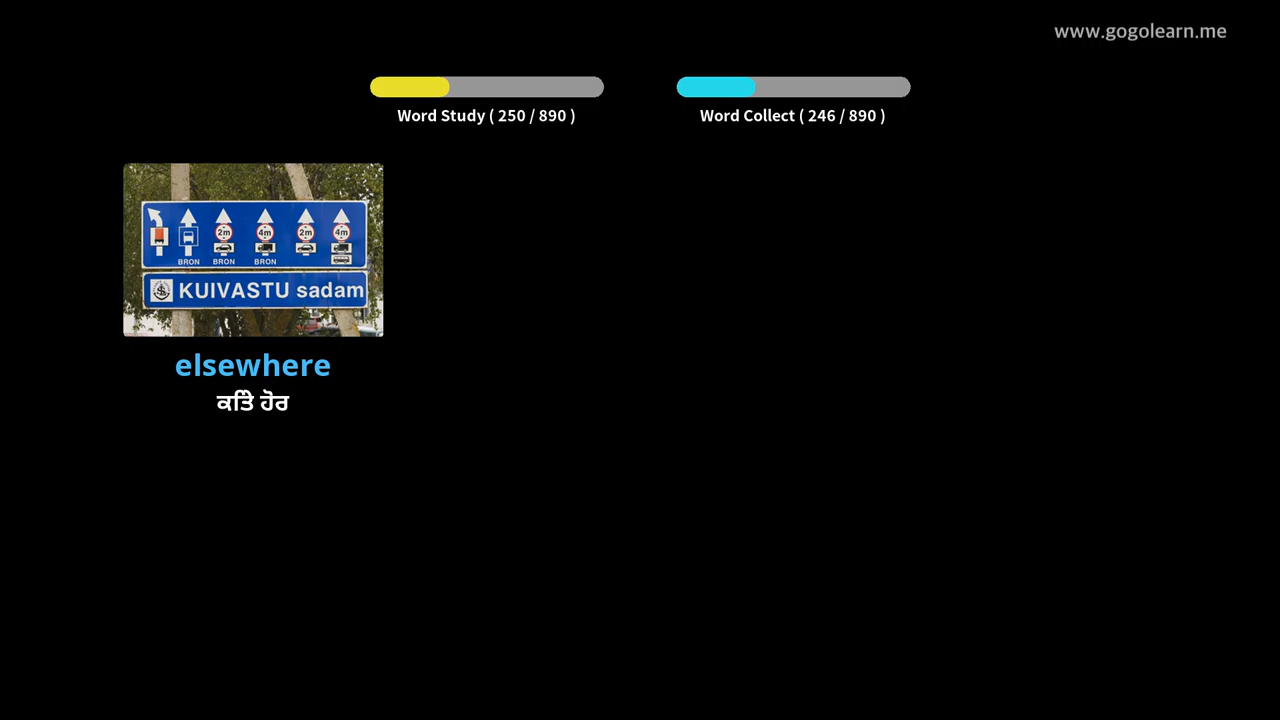 www.gogolearn.me
Word Study ( 250 / 890 )
Word Collect ( 246 / 890 )
2m 4m 2m 4m
BRON BRON BRON
KUIVASTU sadam
elsewhere
ਕਤਿੇ ਹੋਰ